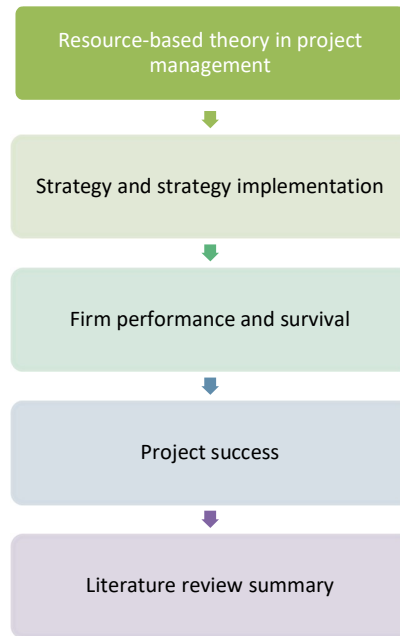 Resource-based theory in project
management
Strategy and strategy implementation
Firm performance and survival
Project success
Literature review summary